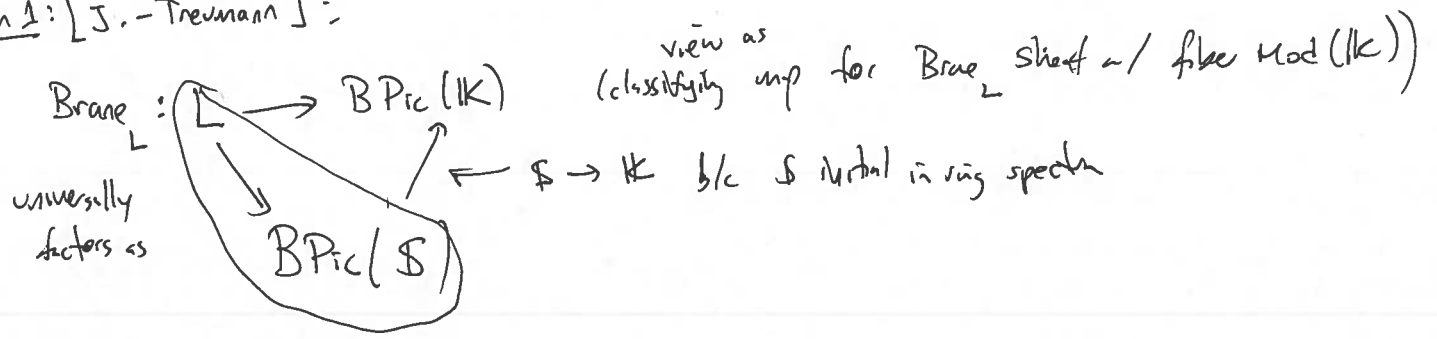 1: [J.-Treumann]:
view as
Brane_L : L → BPic(𝕜) (classifying map for Brane_L sheaf w/ fiber Mod(𝕜))
← $ → 𝕜 b/c $ initial in ring spectra
universally
factors as
BPic($)